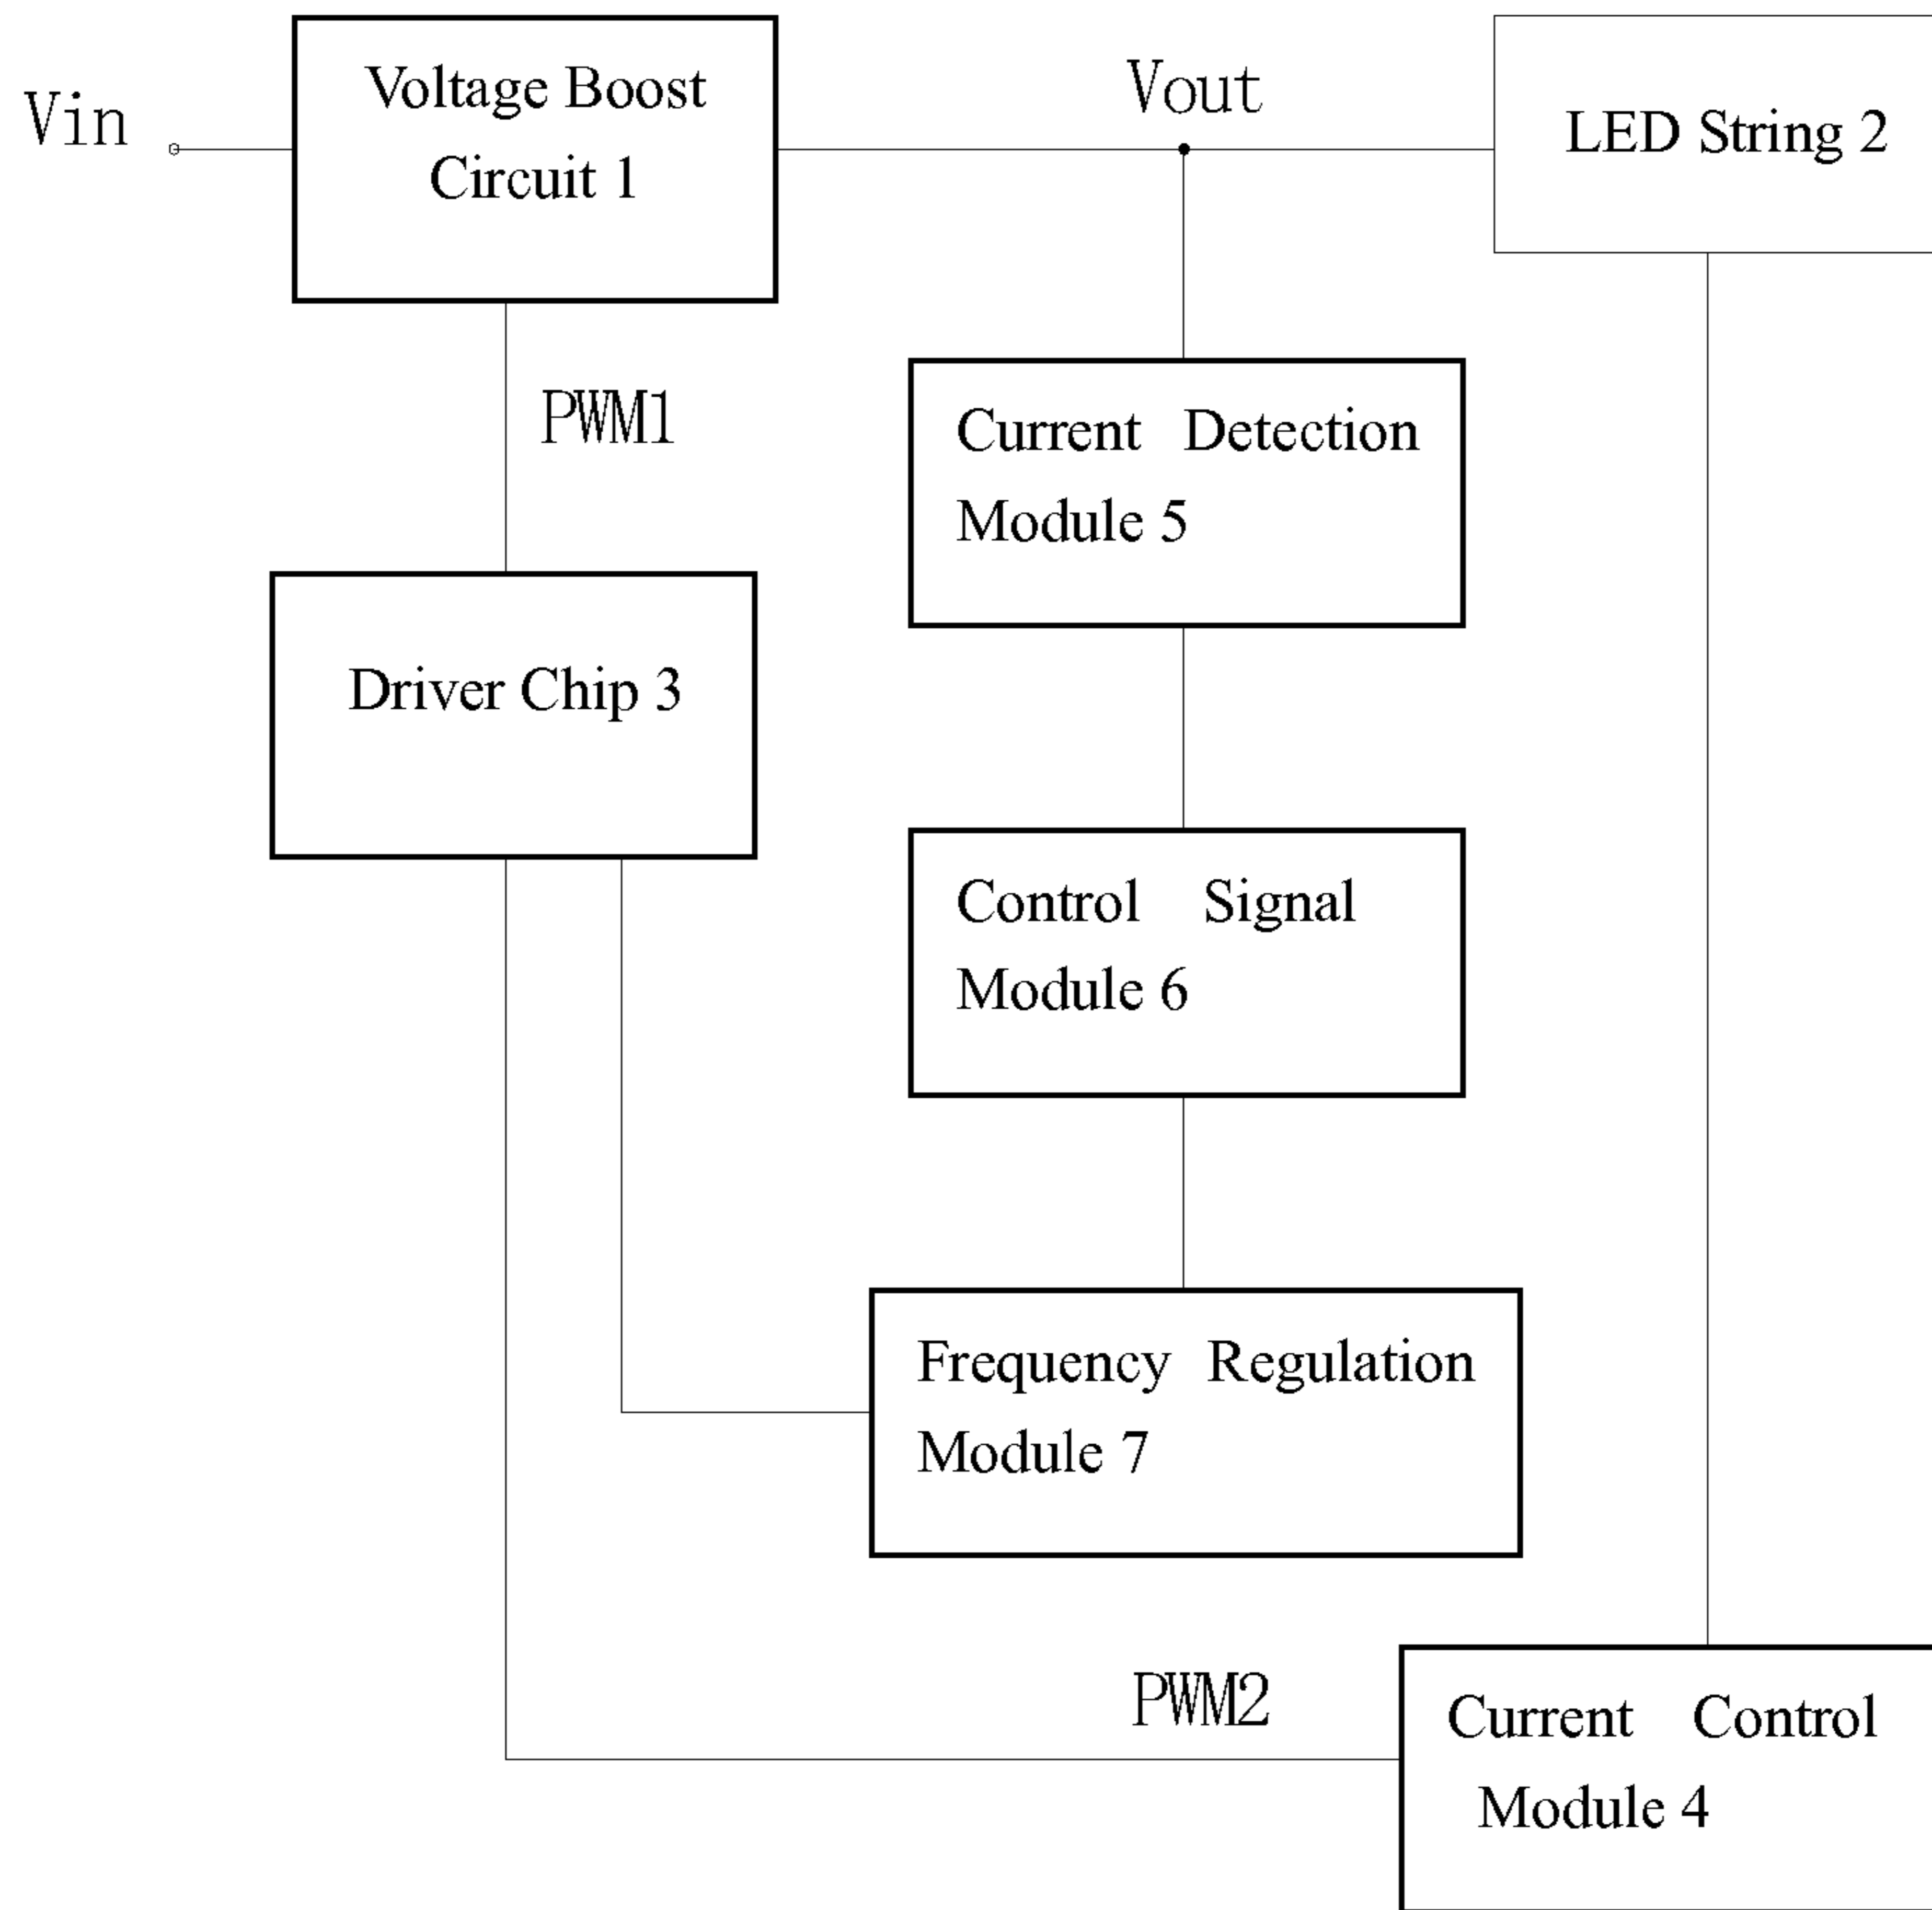 Vin
Voltage Boost
Circuit 1
Vout
LED String 2
PWM1
Current Detection
Module 5
Driver Chip 3
Control Signal
Module 6
Frequency Regulation
Module 7
PWM2
Current Control
Module 4